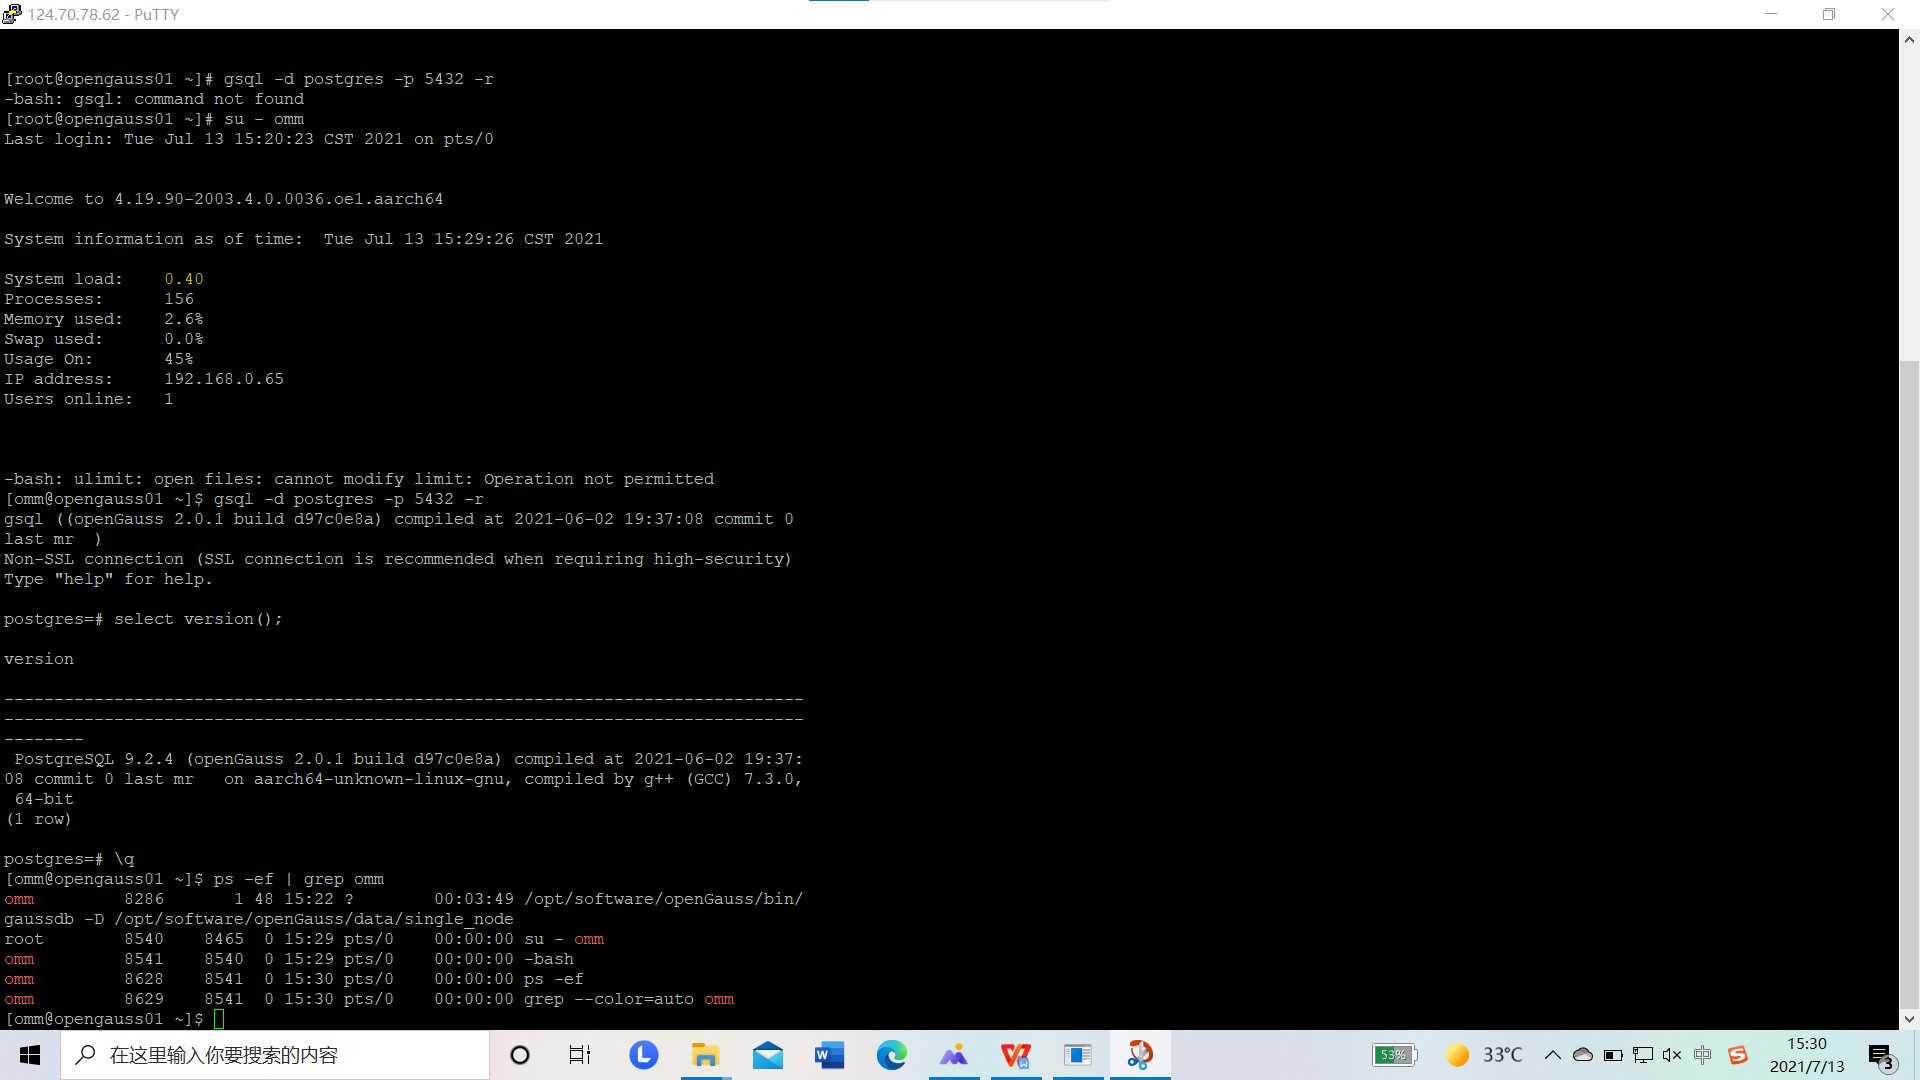 124.70.78.62 - PuTTY
[root@opengauss01 ~]# gsql -d postgres -p 5432 -r
-bash: gsql: command not found
[root@opengauss01 ~]# su - omm
Last login: Tue Jul 13 15:20:23 CST 2021 on pts/0
Welcome to 4.19.90-2003.4.0.0036.oe1.aarch64
System information as of time:  Tue Jul 13 15:29:26 CST 2021
System load:    0.40
Processes:      156
Memory used:    2.6%
Swap used:      0.0%
Usage On:       45%
IP address:     192.168.0.65
Users online:   1
-bash: ulimit: open files: cannot modify limit: Operation not permitted
[omm@opengauss01 ~]$ gsql -d postgres -p 5432 -r
gsql ((openGauss 2.0.1 build d97c0e8a) compiled at 2021-06-02 19:37:08 commit 0
last mr  )
Non-SSL connection (SSL connection is recommended when requiring high-security)
Type "help" for help.
postgres=# select version();
version
--------------------------------------------------------------------------------
--------------------------------------------------------------------------------
--------
 PostgreSQL 9.2.4 (openGauss 2.0.1 build d97c0e8a) compiled at 2021-06-02 19:37:
08 commit 0 last mr   on aarch64-unknown-linux-gnu, compiled by g++ (GCC) 7.3.0,
 64-bit
(1 row)
postgres=# \q
[omm@opengauss01 ~]$ ps -ef | grep omm
omm         8286       1 48 15:22 ?        00:03:49 /opt/software/openGauss/bin/
gaussdb -D /opt/software/openGauss/data/single_node
root        8540    8465  0 15:29 pts/0    00:00:00 su - omm
omm         8541    8540  0 15:29 pts/0    00:00:00 -bash
omm         8628    8541  0 15:30 pts/0    00:00:00 ps -ef
omm         8629    8541  0 15:30 pts/0    00:00:00 grep --color=auto omm
[omm@opengauss01 ~]$
在这里输入你要搜索的内容
53%
33°C
中
15:30
2021/7/13
3